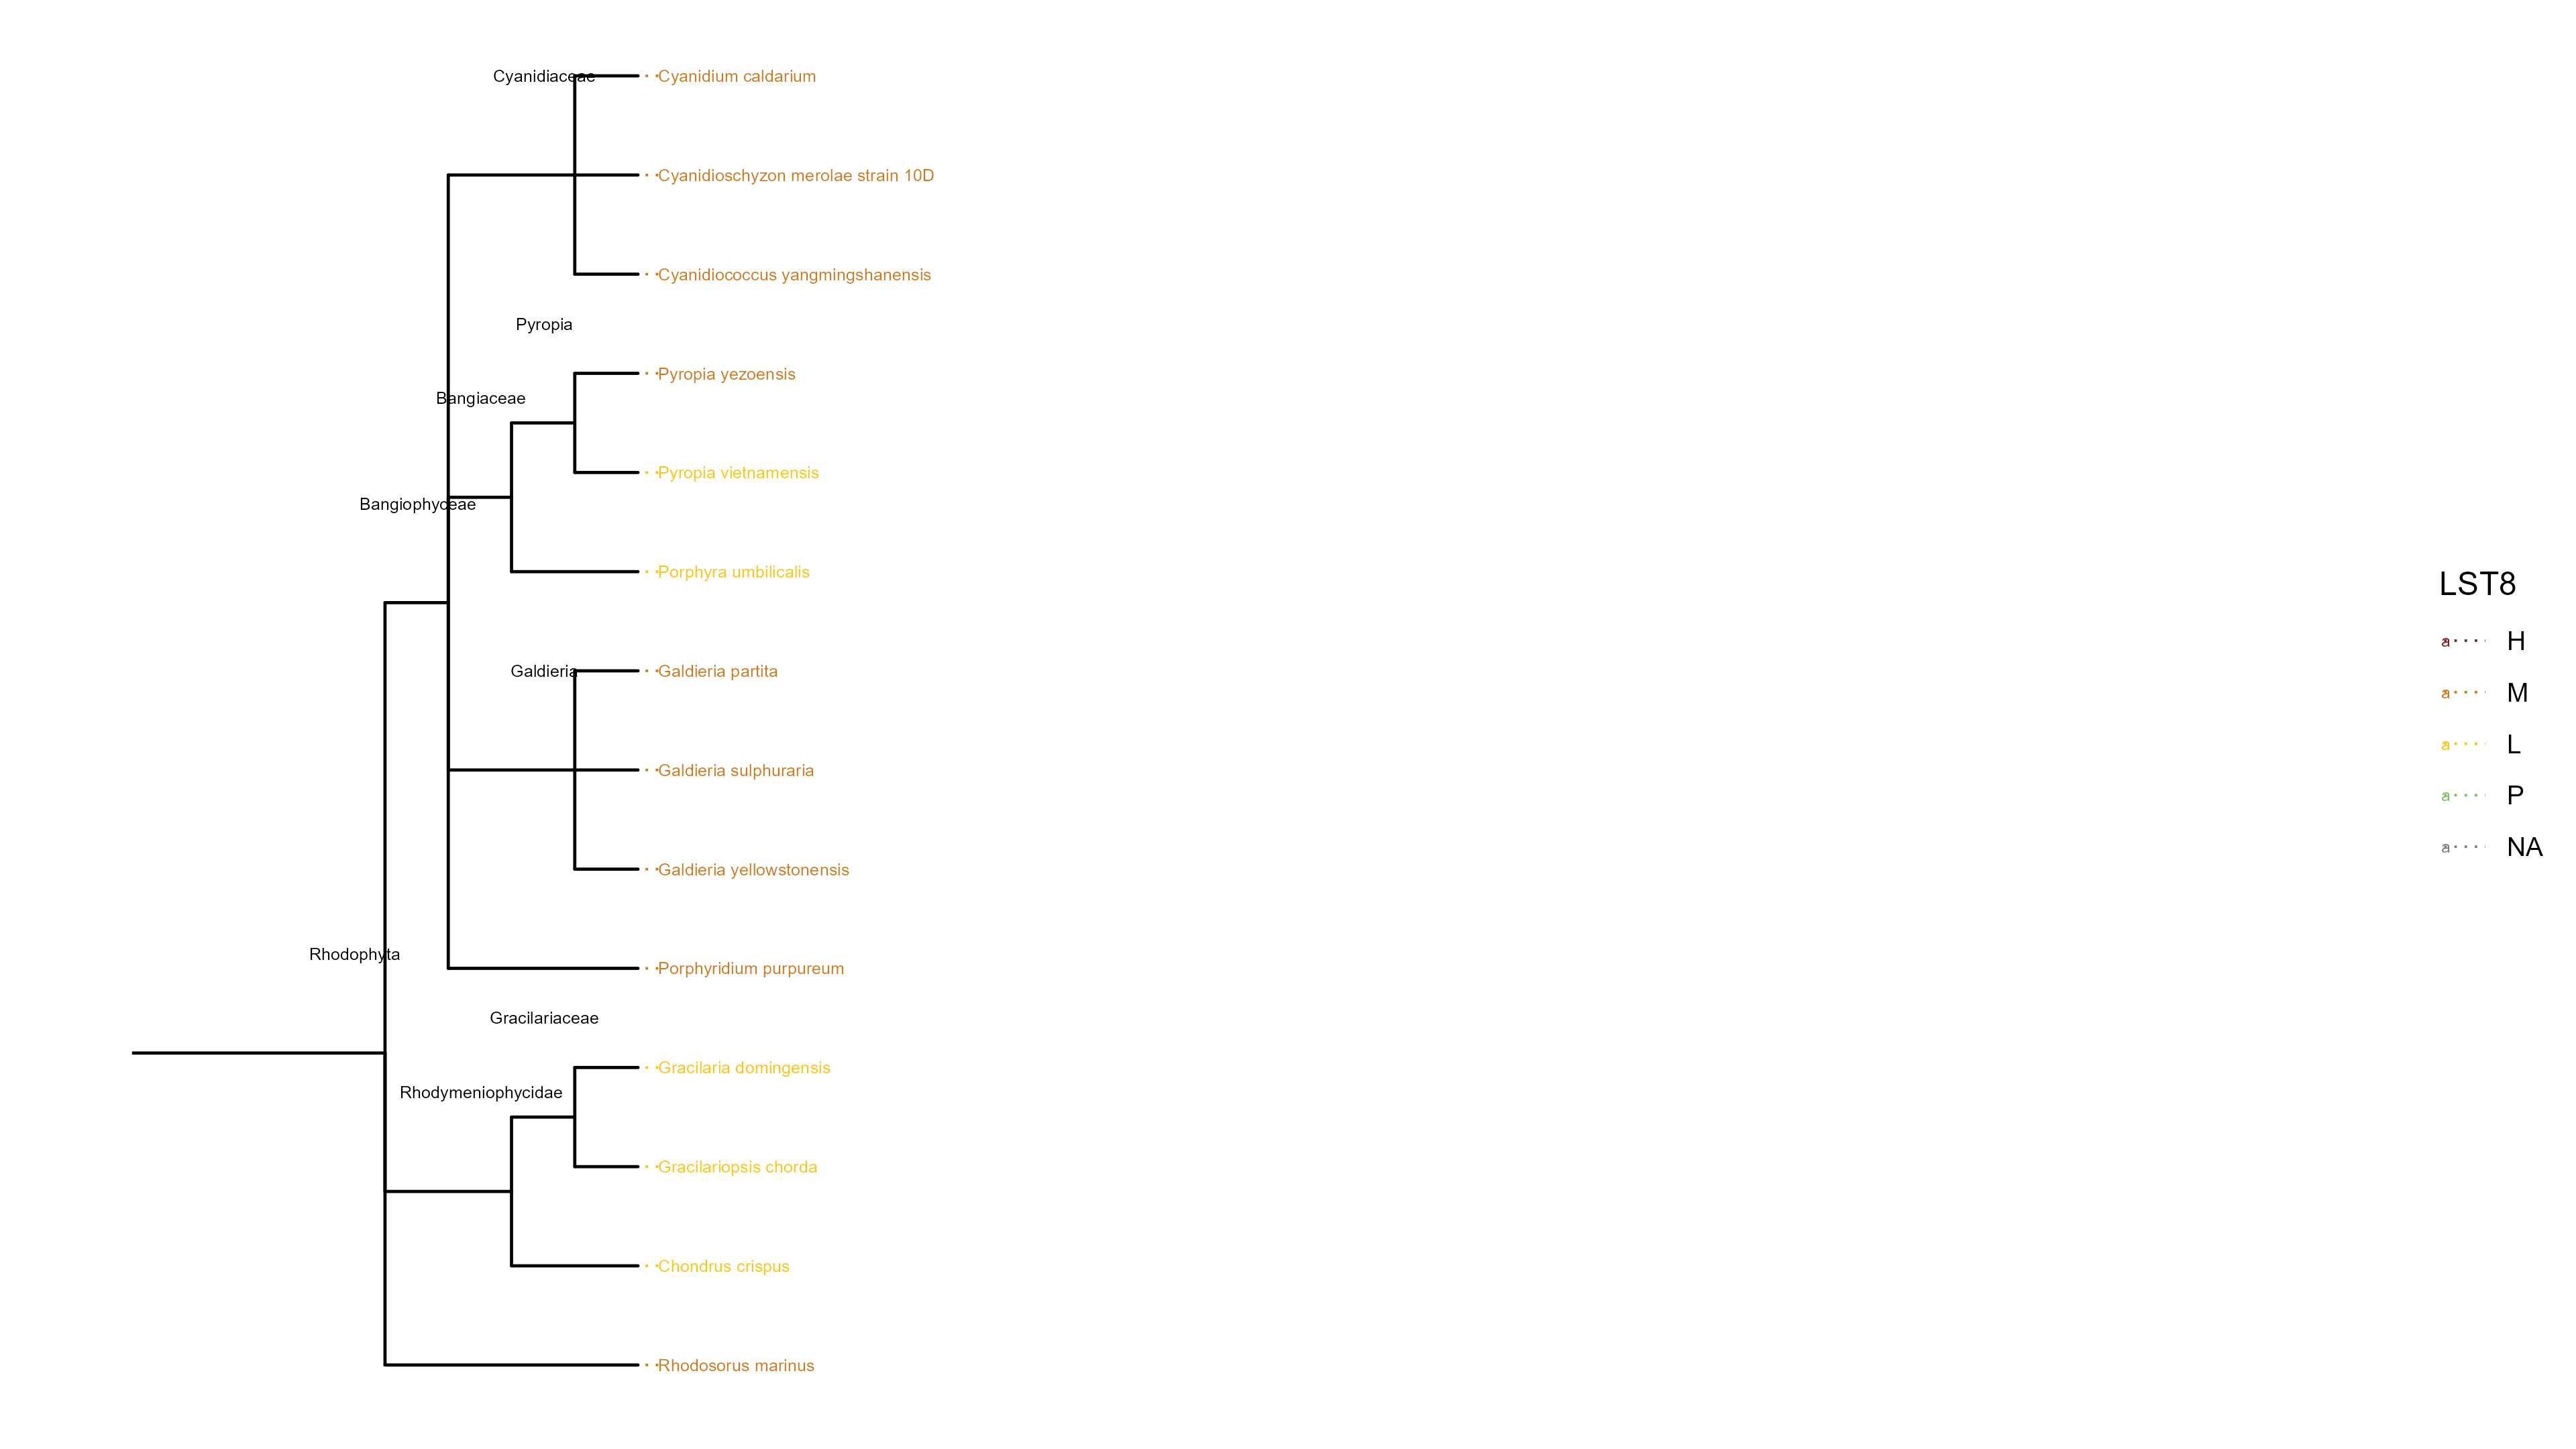 Cyanidiaceae
Cyanidium caldarium
Cyanidioschyzon merolae strain 10D
Cyanidiococcus yangmingshanensis
Pyropia
Pyropia yezoensis
Bangiaceae
Pyropia vietnamensis
Bangiophyceae
Porphyra umbilicalis
Galdieria
Galdieria partita
Galdieria sulphuraria
Galdieria yellowstonensis
Rhodophyta
Porphyridium purpureum
Gracilariaceae
Gracilaria domingensis
Rhodymeniophycidae
Gracilariopsis chorda
Chondrus crispus
Rhodosorus marinus
LST8
a H
a M
a L
a P
a NA